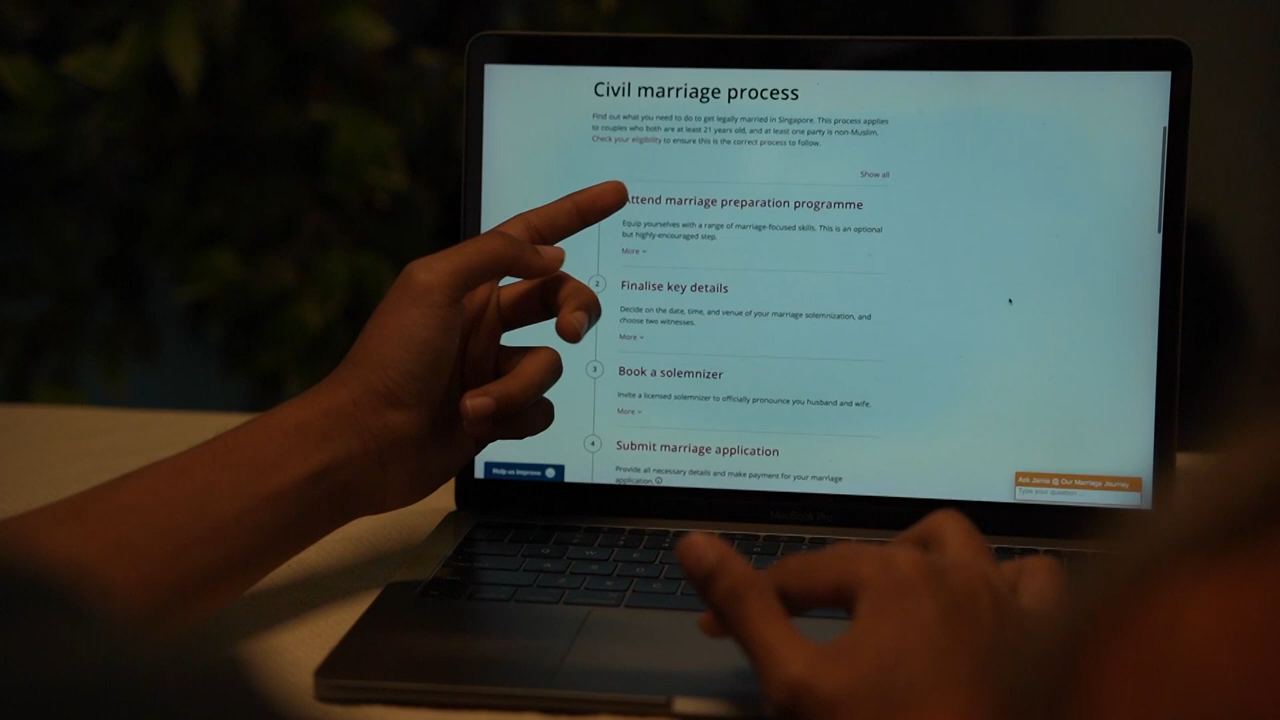 Civil marriage process
Find out what you need to do to get legally married in Singapore. This process applies
to couples who both are at least 21 years old, and at least one party is non-Muslim.
Check your eligibility to ensure this is the correct process to follow.
Show all
Attend marriage preparation programme
Equip yourselves with a range of marriage-focused skills. This is an optional
but highly-encouraged step.
More
2
Finalise key details
Decide on the date, time, and venue of your marriage solemnization, and
choose two witnesses.
More
3
Book a solemnizer
Invite a licensed solemnizer to officially pronounce you husband and wife.
More
4
Submit marriage application
Provide all necessary details and make payment for your marriage
application.
Help us improve
Ask Jamie @ Our Marriage Journey
Type your question...
MacBook Pro